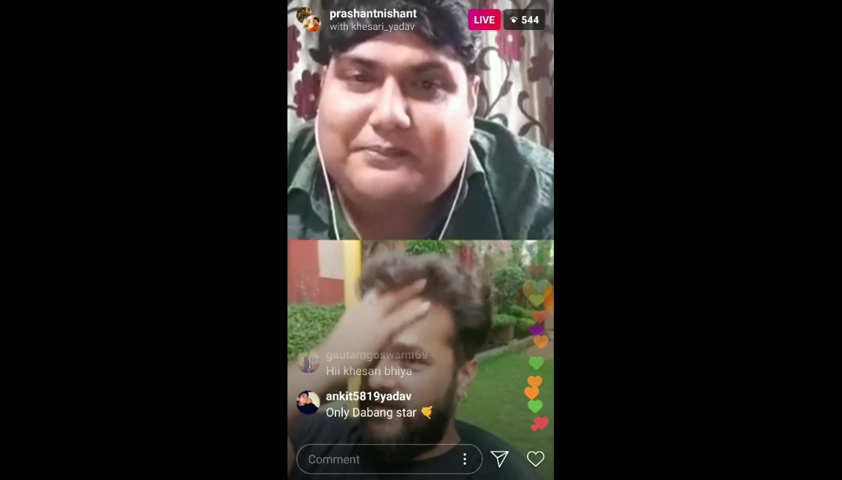 prashantnishant
with khesari_yadav
LIVE
544
gautamgoswami69
Hii khesari bhiya
ankit5819yadav
Only Dabang star
Comment